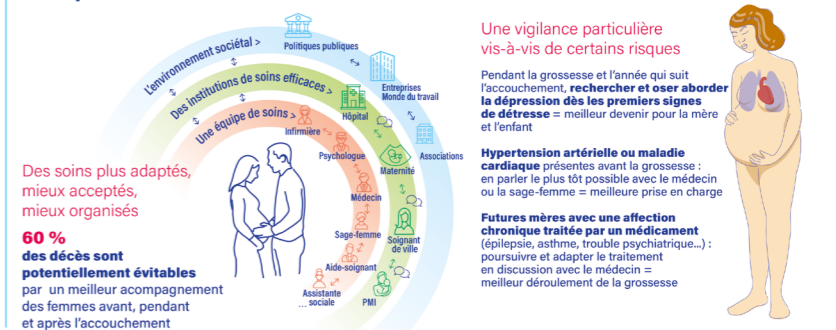 L'environnement sociétal >
Politiques publiques
Entreprises
Monde du travail
Associations
Des institutions de soins efficaces >
Hôpital
Maternité
Soignant
de ville
PMI
Une équipe de soins >
Infirmière
Psychologue
Médecin
Sage-femme
Aide-soignant
Assistante
... sociale
Des soins plus adaptés,
mieux acceptés,
mieux organisés
60 %
des décès sont
potentiellement évitables
par un meilleur acompagnement
des femmes avant, pendant
et après l'accouchement
Une vigilance particulière
vis-à-vis de certains risques
Pendant la grossesse et l'année qui suit
l'accouchement, rechercher et oser aborder
la dépression dès les premiers signes
de détresse = meilleur devenir pour la mère
et l'enfant
Hypertension artérielle ou maladie
cardiaque présentes avant la grossesse :
en parler le plus tôt possible avec le médecin
ou la sage-femme = meilleure prise en charge
Futures mères avec une affection
chronique traitée par un médicament
(épilepsie, asthme, trouble psychiatrique...) :
poursuivre et adapter le traitement
en discussion avec le médecin =
meilleur déroulement de la grossesse